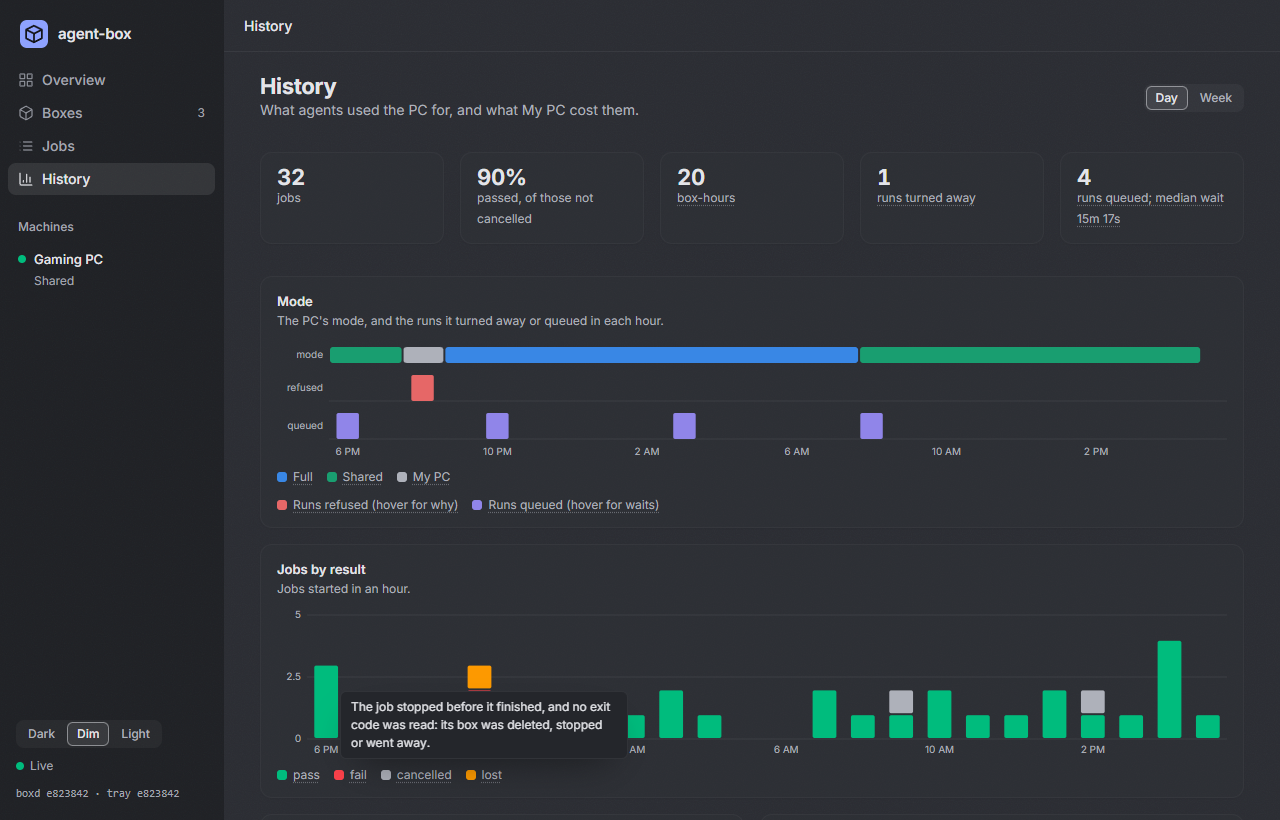 agent-box
Overview
Boxes 3
Jobs
History
Machines
Gaming PC
Shared
Dark Dim Light
Live
boxd e823842 · tray e823842
History
History
What agents used the PC for, and what My PC cost them.
Day Week
32
jobs
90%
passed, of those not
cancelled
20
box-hours
1
runs turned away
4
runs queued; median wait
15m 17s
Mode
The PC's mode, and the runs it turned away or queued in each hour.
mode
refused
queued
6 PM 10 PM 2 AM 6 AM 10 AM 2 PM
Full Shared My PC
Runs refused (hover for why) Runs queued (hover for waits)
Jobs by result
Jobs started in an hour.
5
2.5
0
The job stopped before it finished, and no exit
code was read: its box was deleted, stopped
or went away.
6 PM AM 6 AM 10 AM 2 PM
pass fail cancelled lost